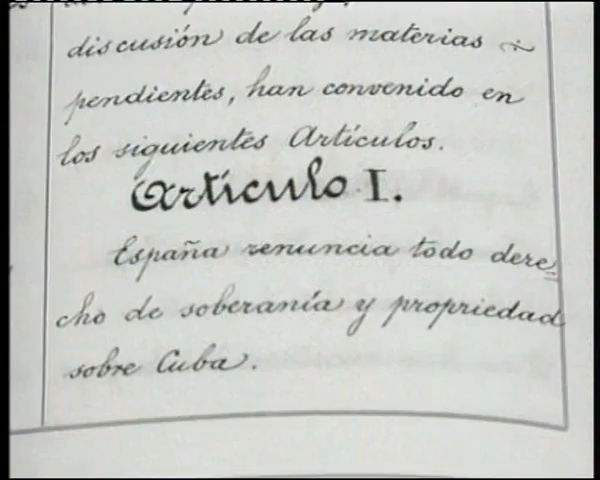 discusión de las materias
pendientes, han convenido en
los siguientes Artículos.
Artículo I.
España renuncia todo dere=
cho de soberanía y propriedad
sobre Cuba.